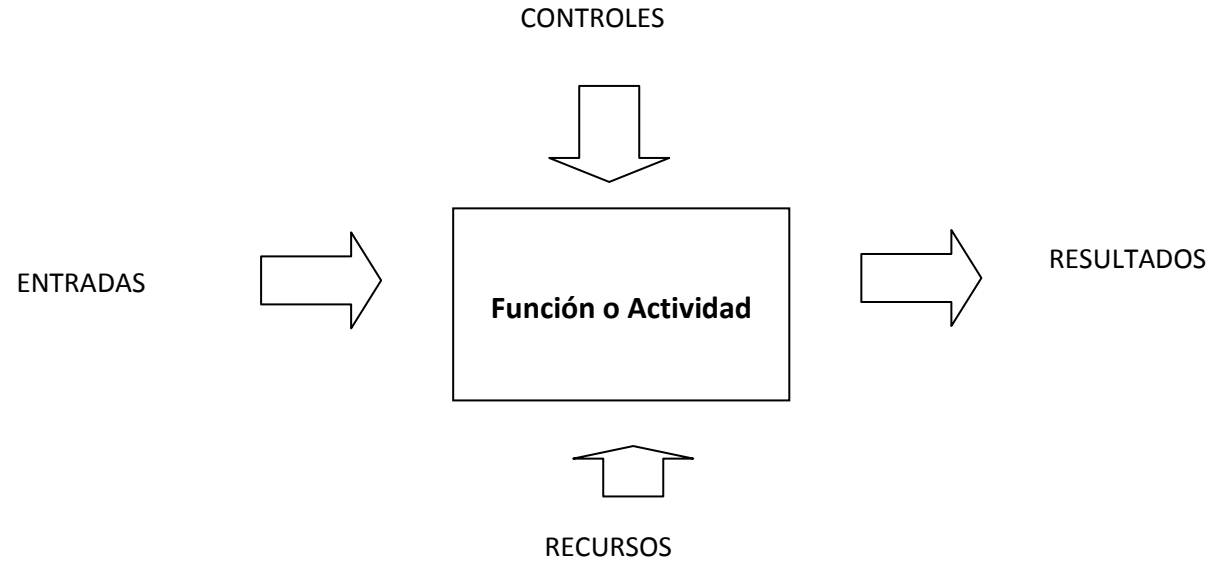 CONTROLES
ENTRADAS
Función o Actividad
RESULTADOS
RECURSOS